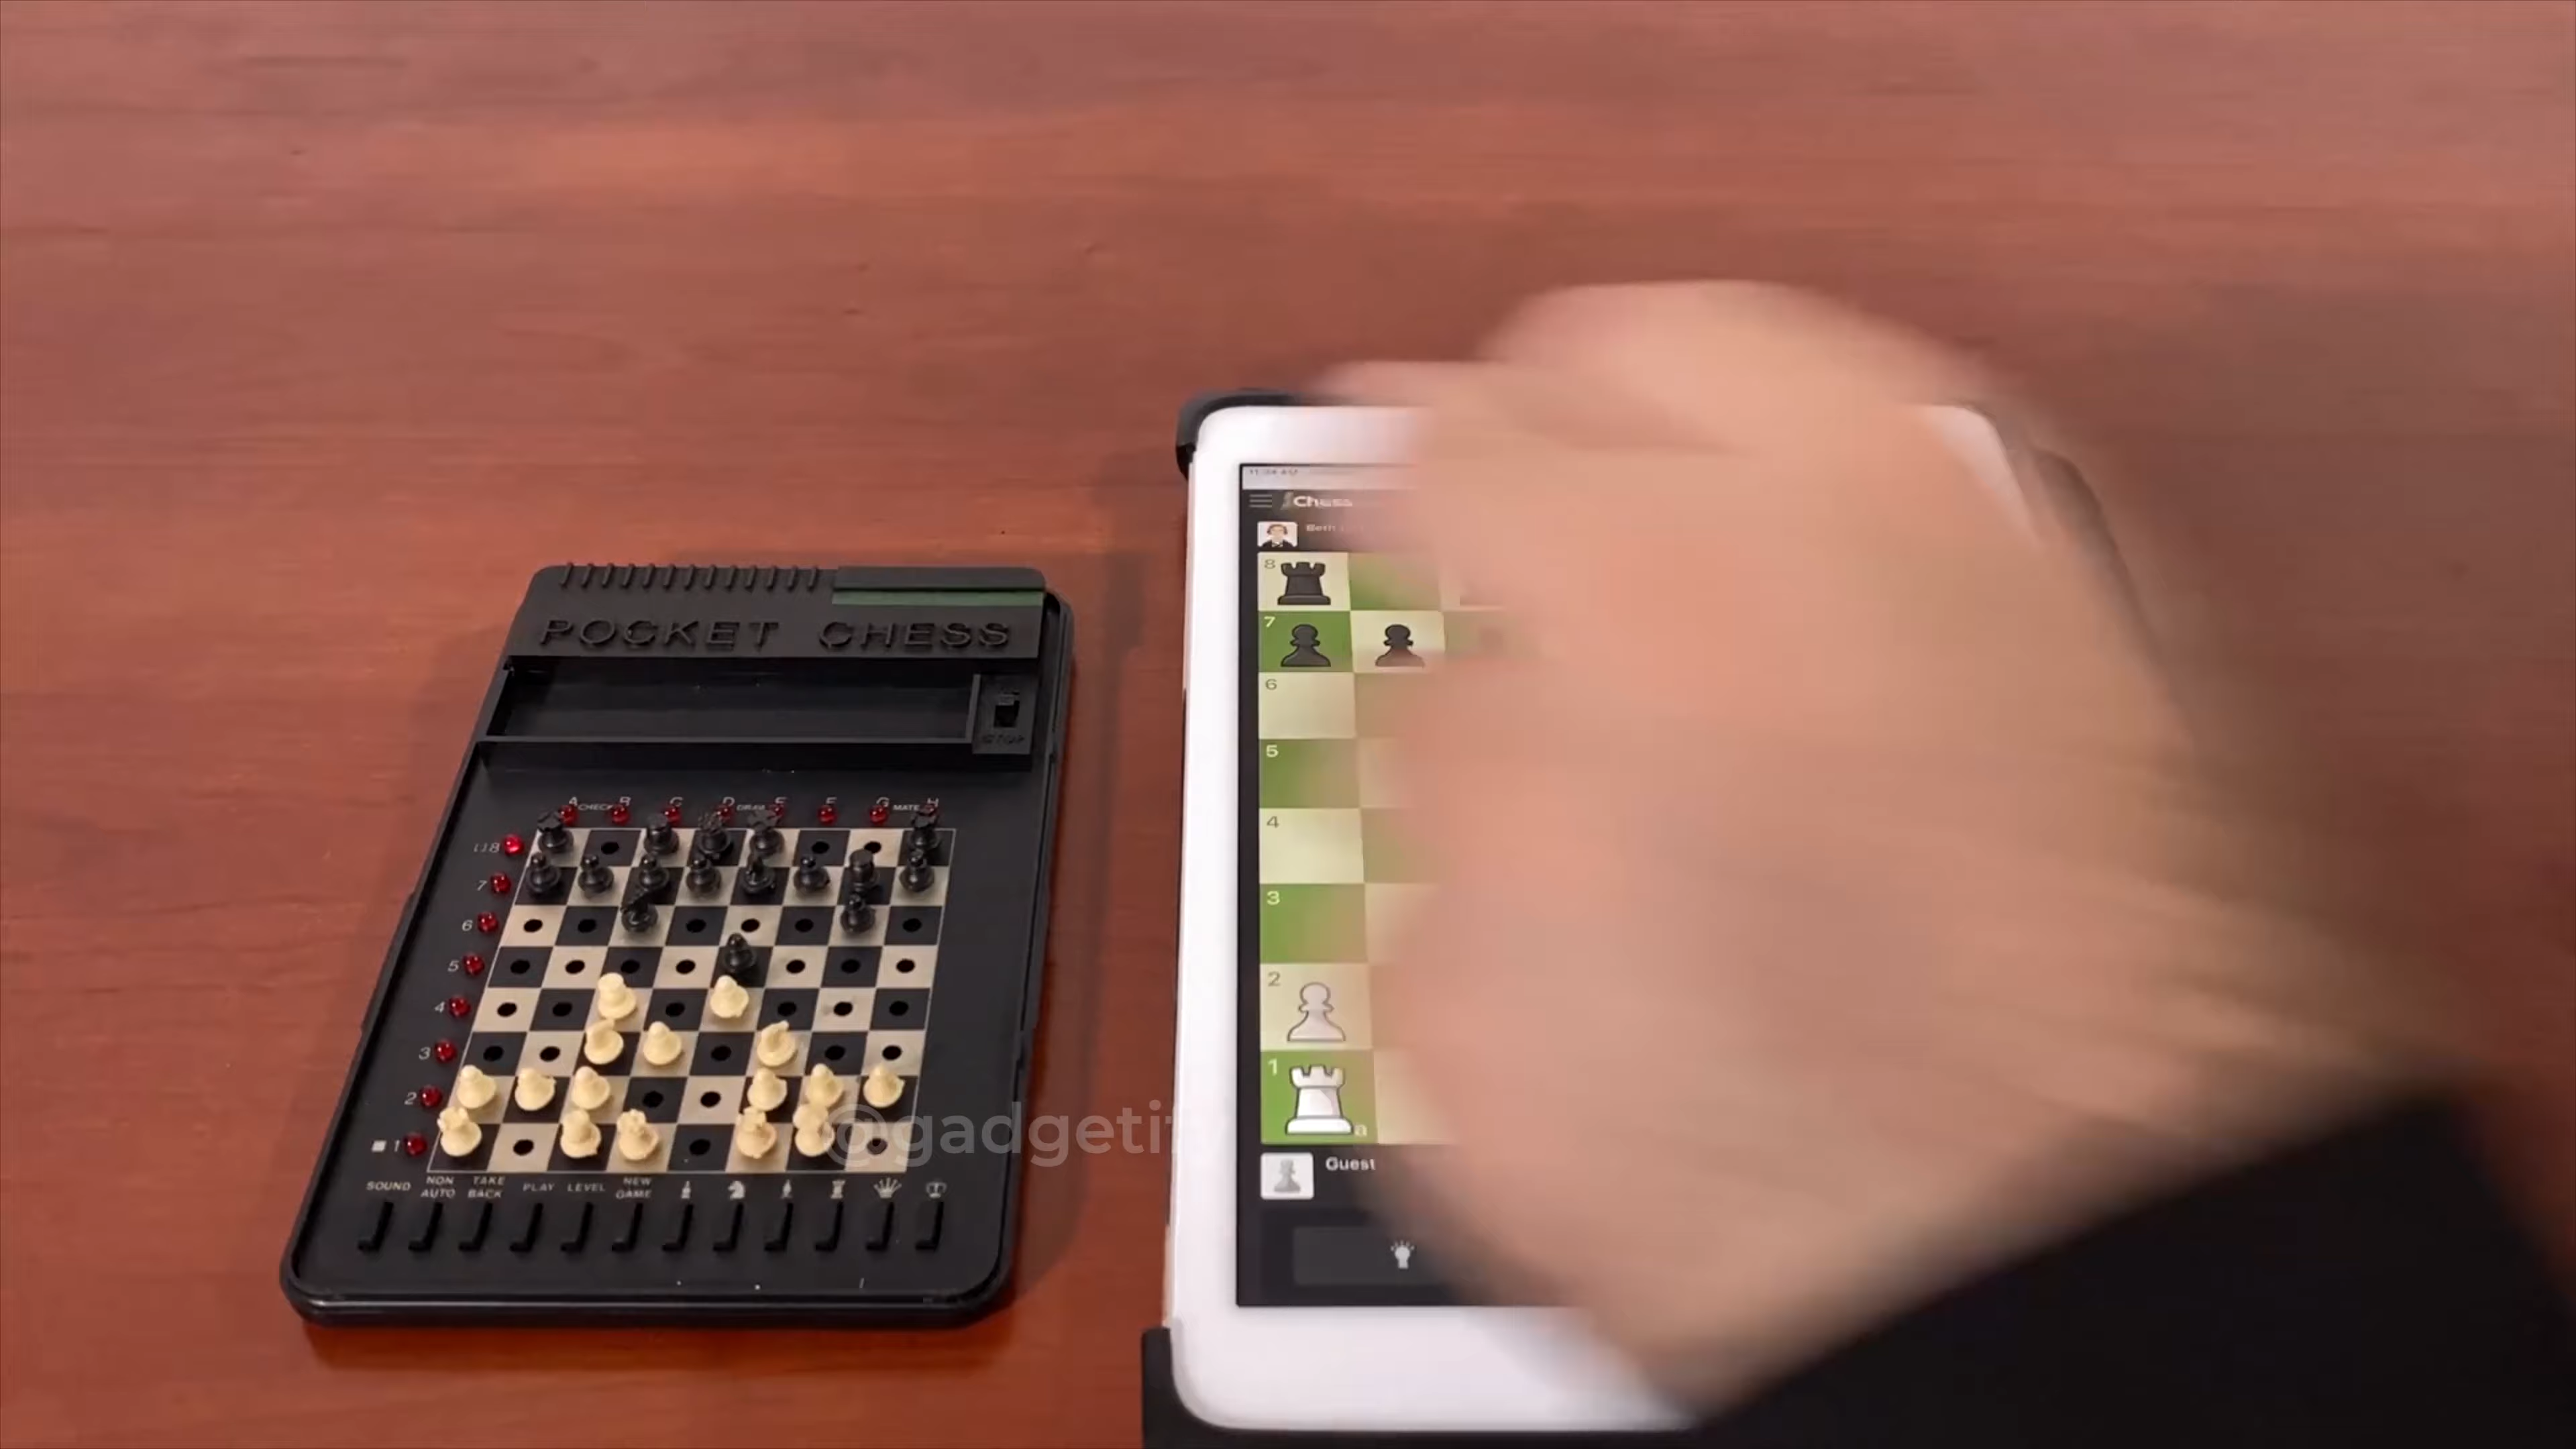 Chess
8
7
6
5
4
3
2
1
a
Guest
POCKET CHESS
STOP
A CHECK B C D DRAW E F G MATE H
8
7
6
5
4
3
2
1
SOUND
NON AUTO
TAKE BACK
PLAY
LEVEL
NEW GAME
@gadgetify